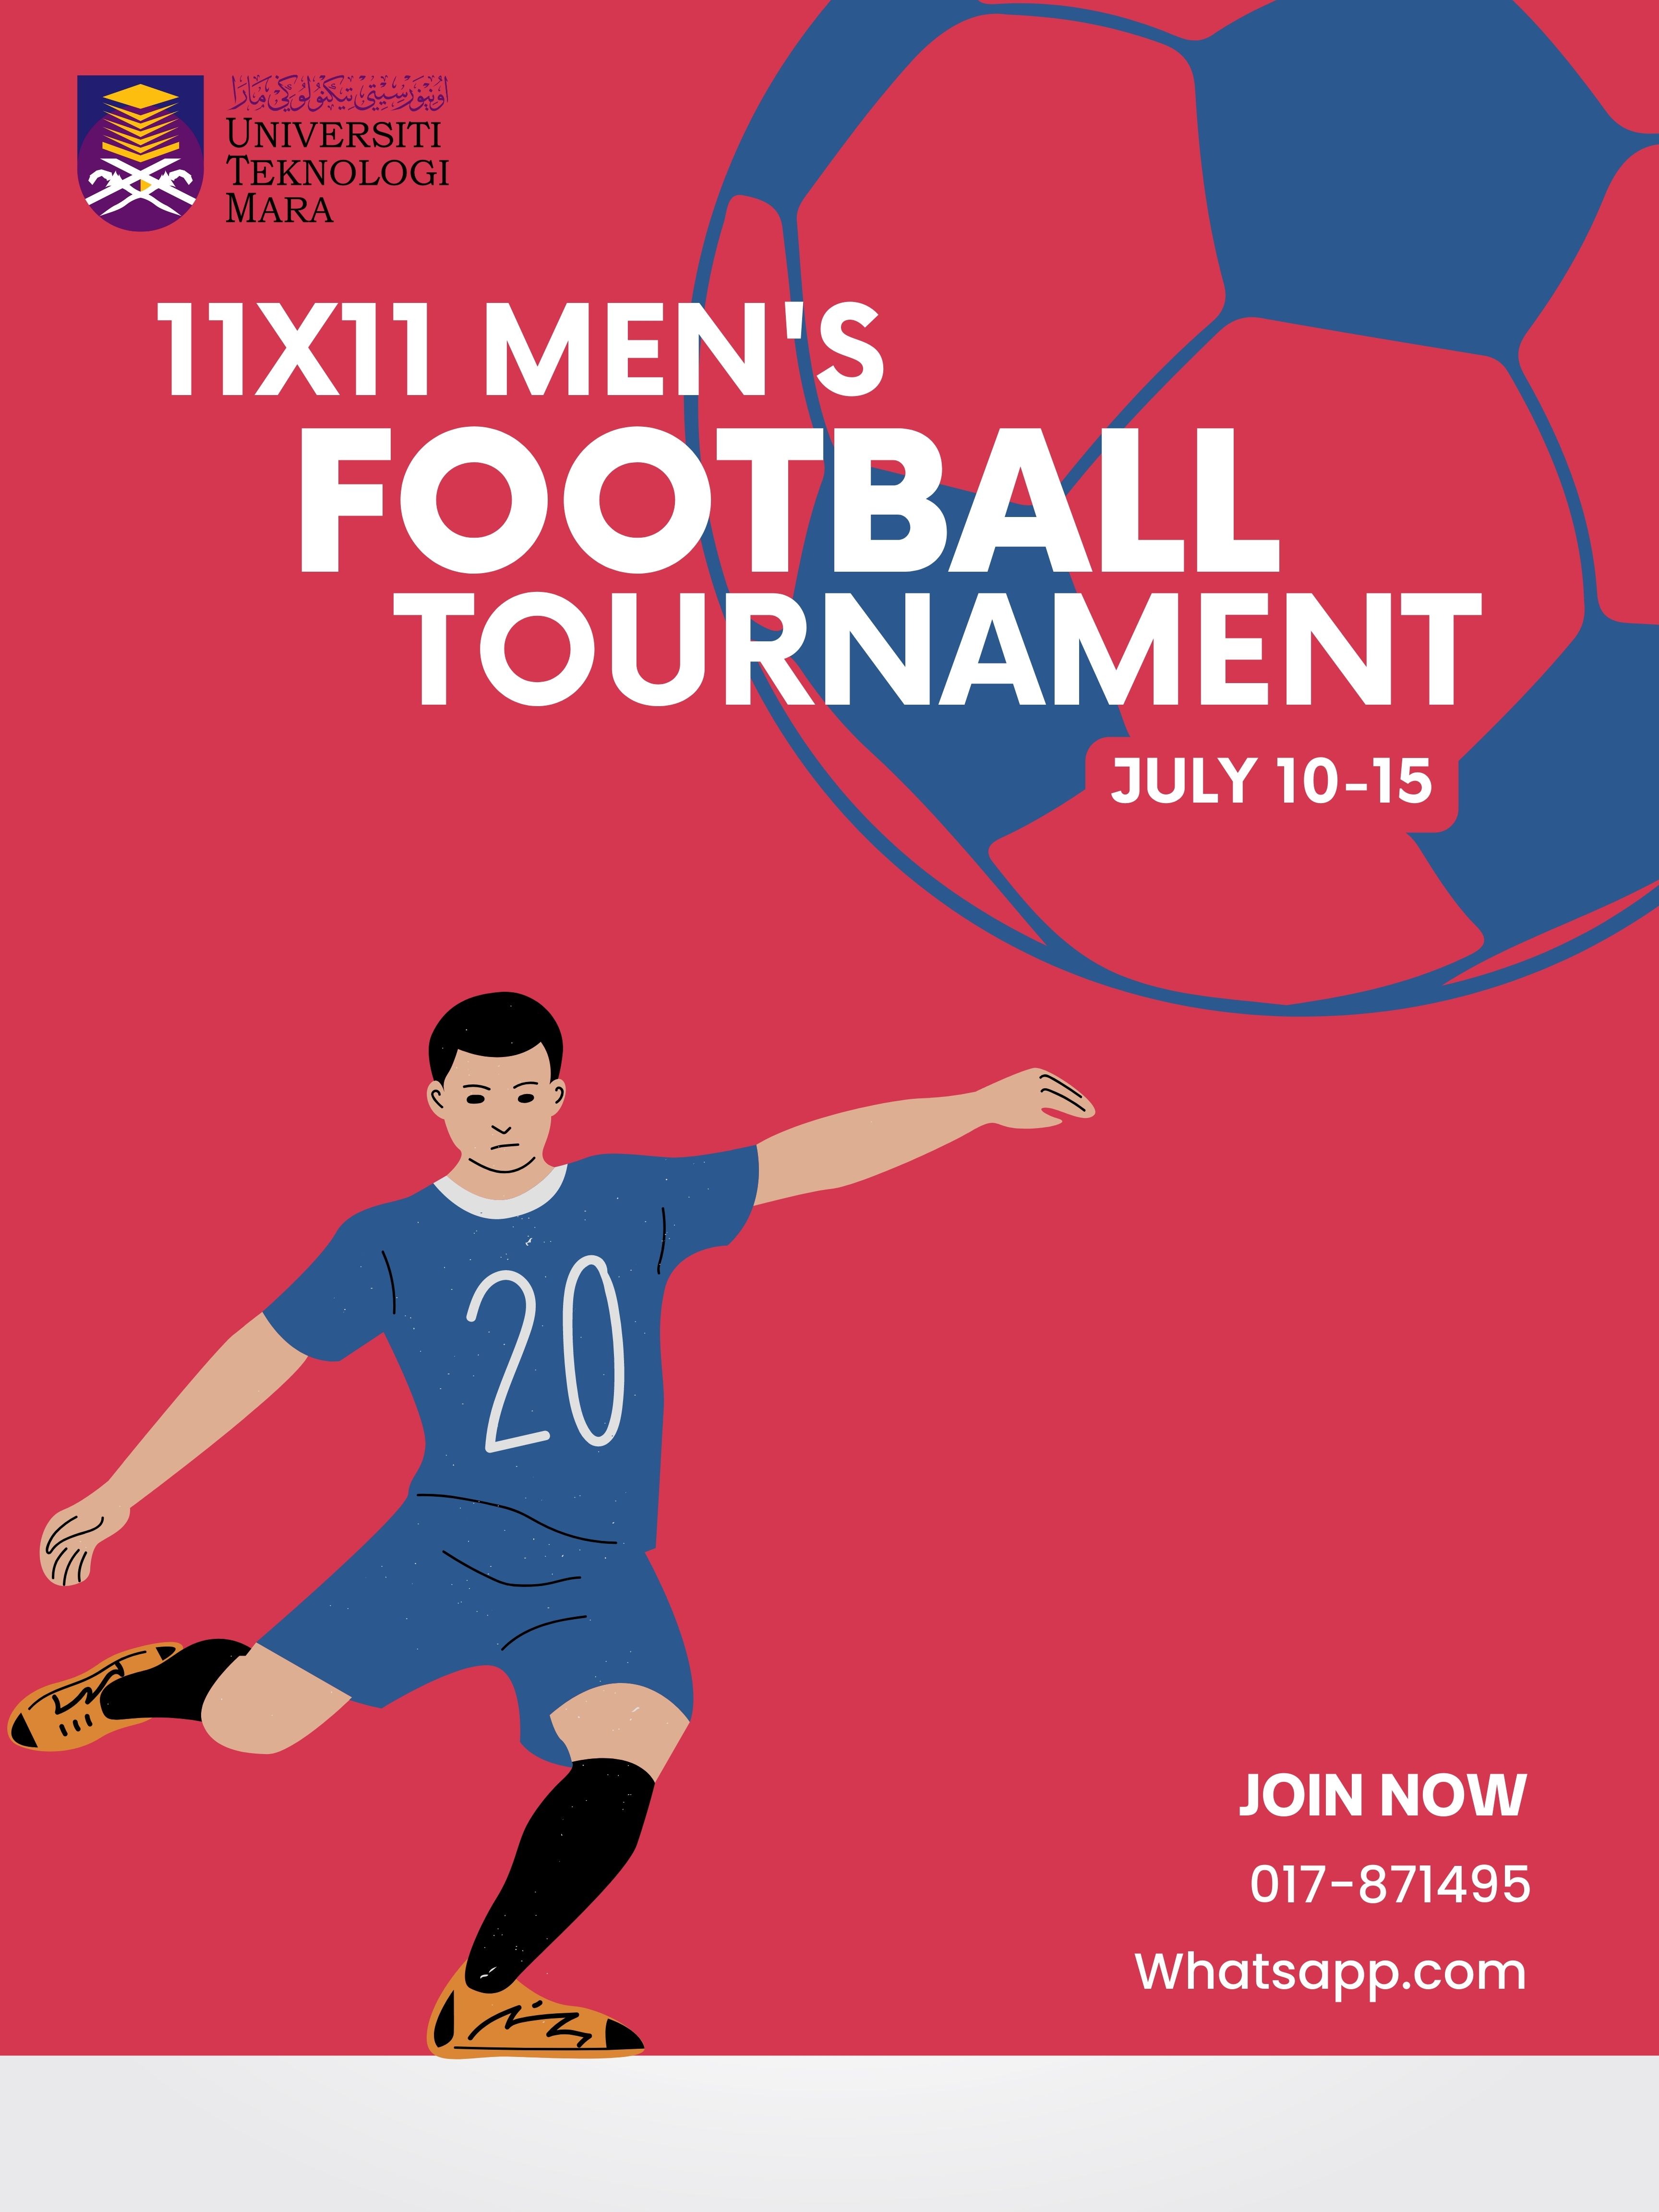 اونيۏرسيتي تيكنولوڬي مارا
UNIVERSITI
TEKNOLOGI
MARA
11X11 MEN'S
FOOTBALL
TOURNAMENT
JULY 10-15
20
JOIN NOW
017-871495
Whatsapp.com